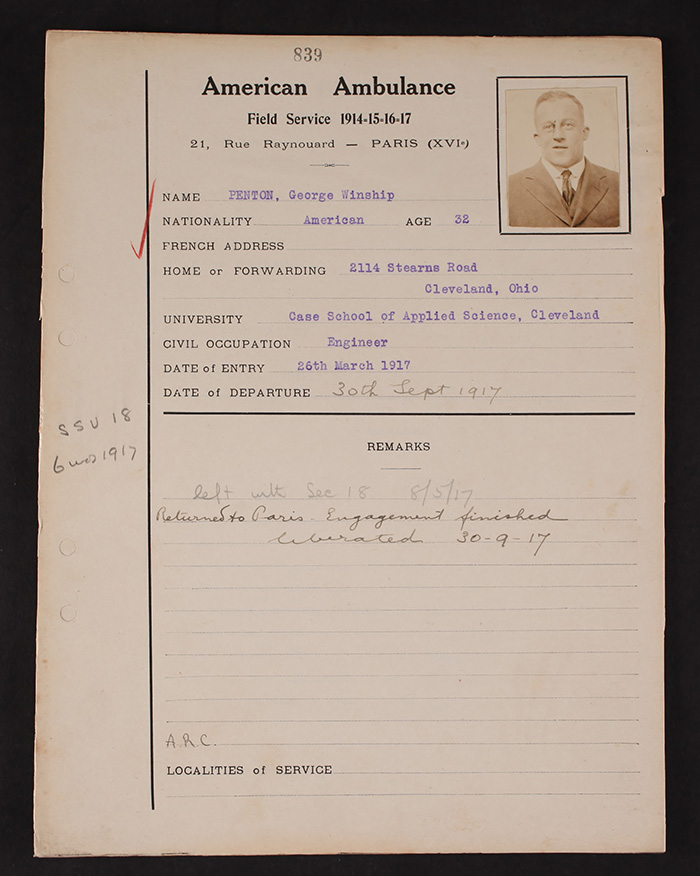 839
American Ambulance
Field Service 1914-15-16-17
21, Rue Raynouard — PARIS (XVIe)
NAME PENTON, George Winship
NATIONALITY American AGE 32
FRENCH ADDRESS
HOME or FORWARDING 2114 Stearns Road
Cleveland, Ohio
UNIVERSITY Case School of Applied Science, Cleveland
CIVIL OCCUPATION Engineer
DATE of ENTRY 26th March 1917
DATE of DEPARTURE 30th Sept 1917
SSU 18
6 mos 1917
REMARKS
left with Sec 18 8/5/17
Returned to Paris. Engagement finished
liberated 30-9-17
A.R.C.
LOCALITIES of SERVICE